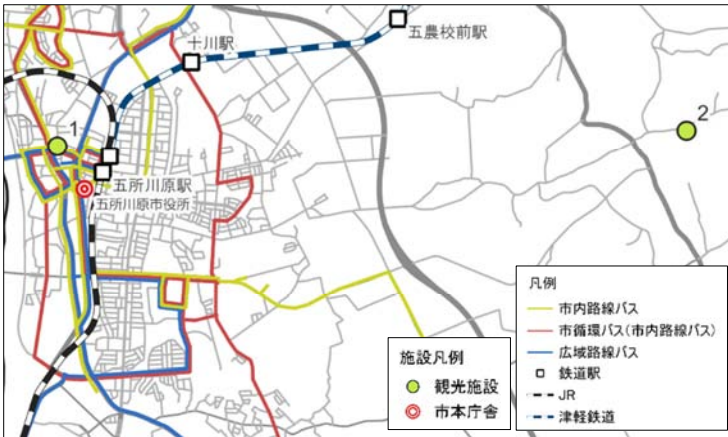 五農校前駅
十川駅
1
2
五所川原駅
五所川原市役所
施設凡例
観光施設
市本庁舎
凡例
市内路線バス
市循環バス(市内路線バス)
広域路線バス
鉄道駅
JR
津軽鉄道